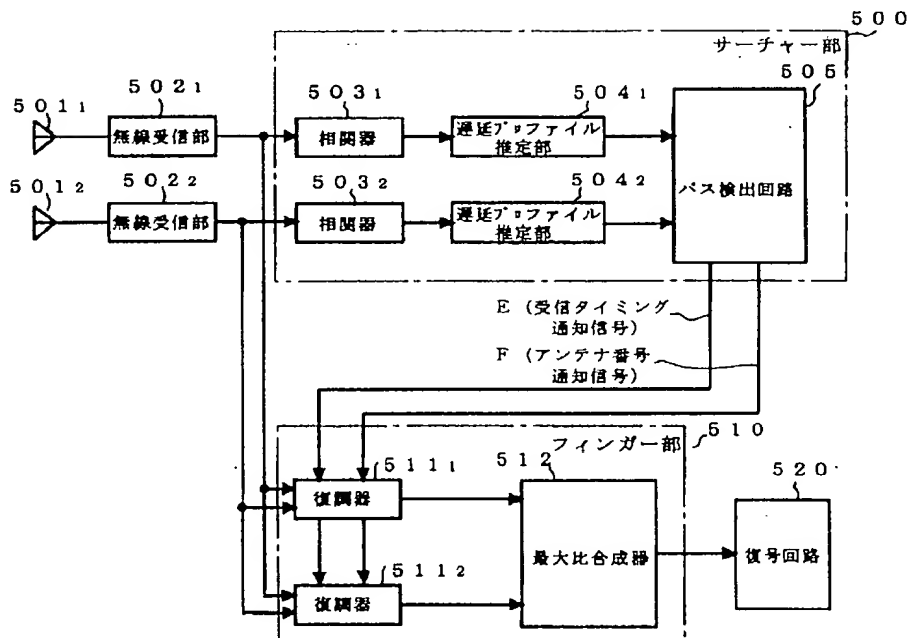 500
サーチャー部
505
5011
5021
5031
5041
無線受信部
相関器
遅延プロファイル
推定部
5012
5022
5032
5042
無線受信部
相関器
遅延プロファイル
推定部
パス検出回路
E (受信タイミング
通知信号)
F (アンテナ番号
通知信号)
フィンガー部
510
5111
512
520
復調器
5112
復調器
最大比合成器
復号回路